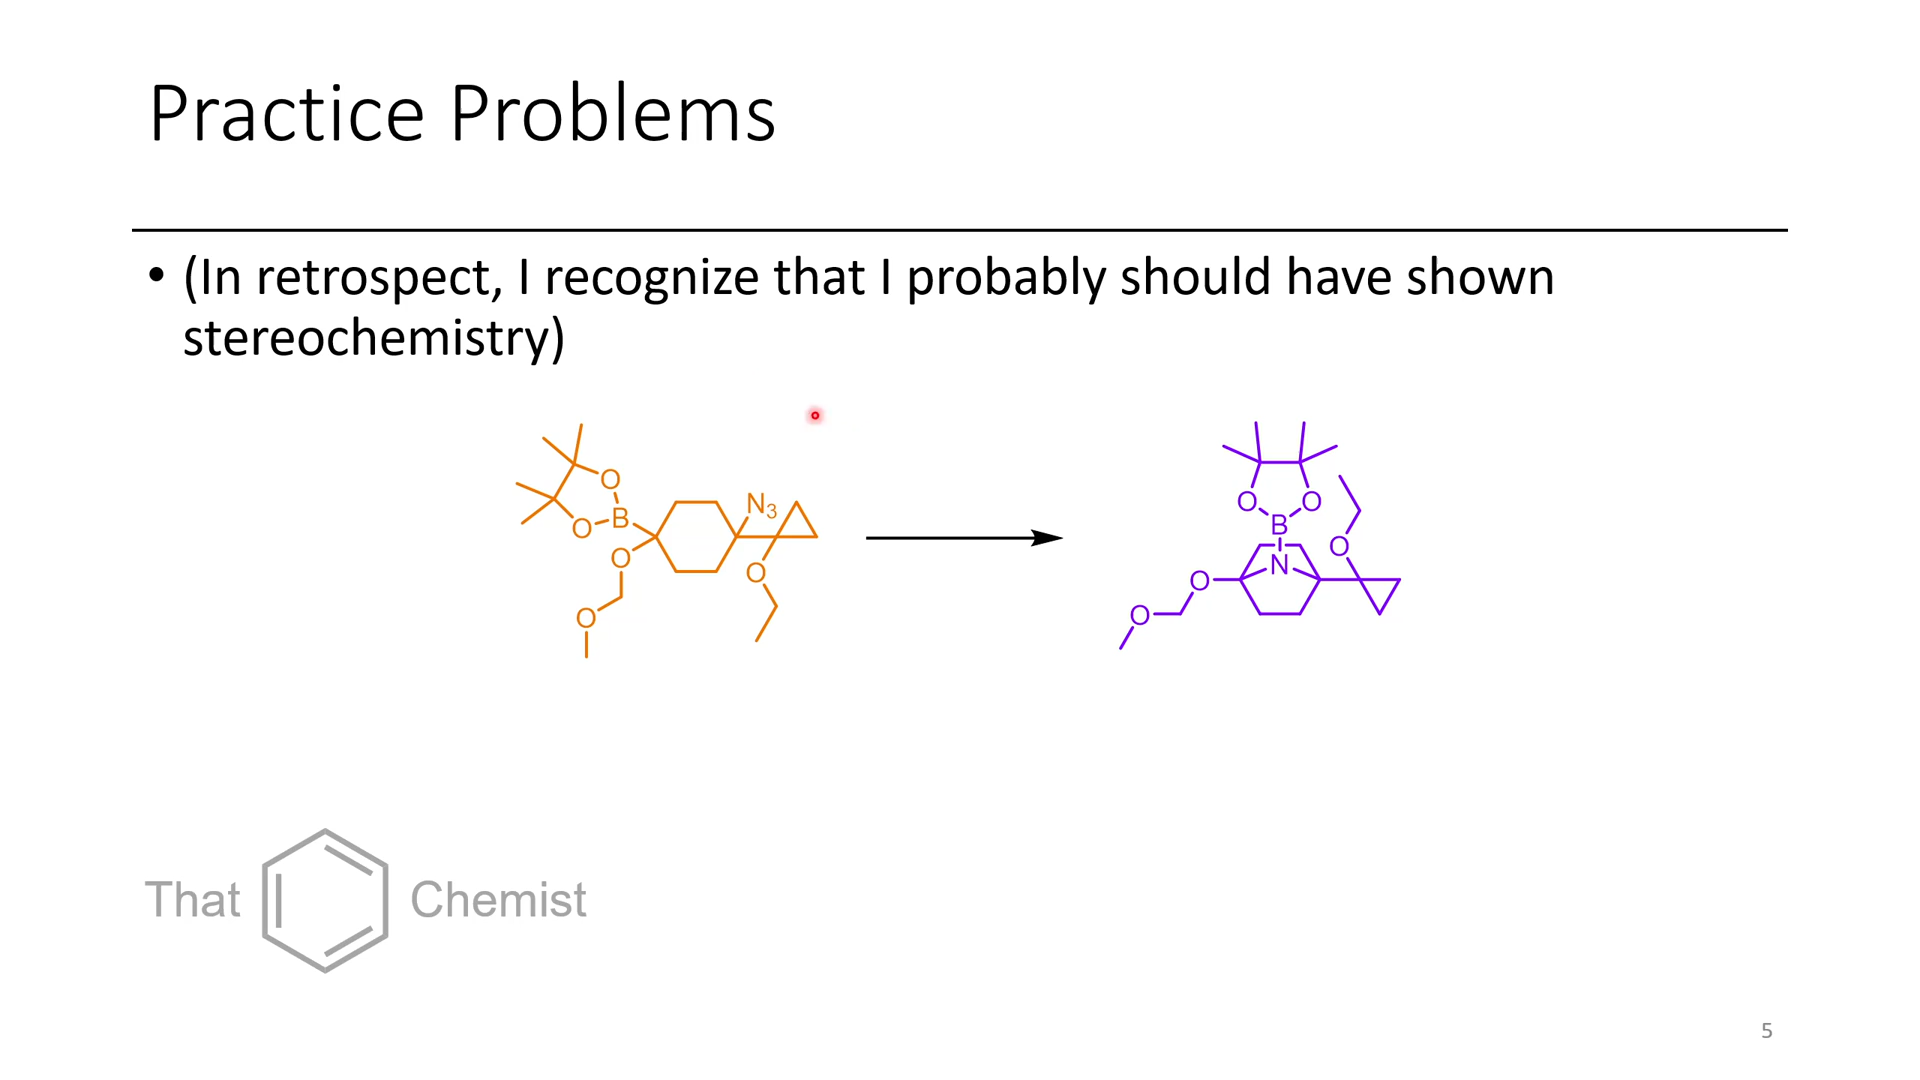 Practice Problems
• (In retrospect, I recognize that I probably should have shown
stereochemistry)
O
O B
O
O
N3
O
O O
B
N
O
O
O
That Chemist
5